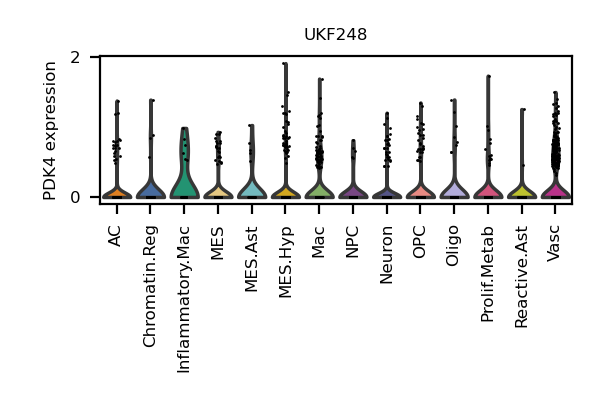 UKF248
PDK4 expression
2
0
AC
Chromatin.Reg
Inflammatory.Mac
MES
MES.Ast
MES.Hyp
Mac
NPC
Neuron
OPC
Oligo
Prolif.Metab
Reactive.Ast
Vasc